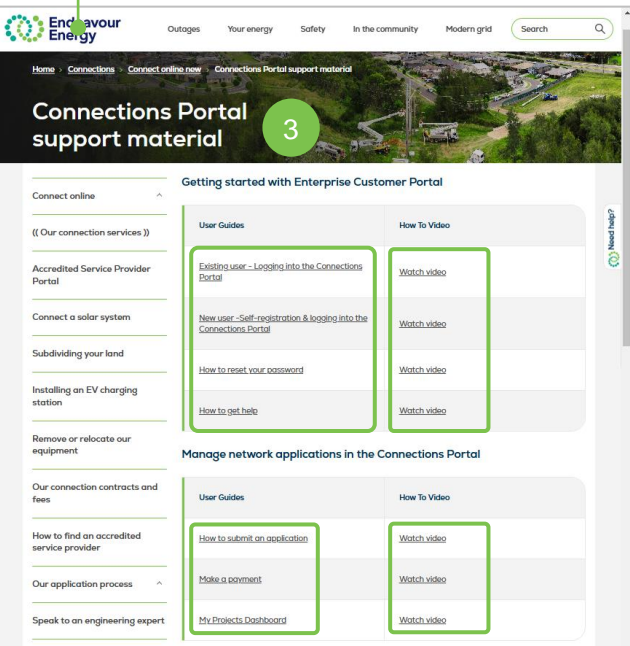 Endeavour
Energy
Outages Your energy Safety In the community Modern grid Search
Home > Connections > Connect online new > Connections Portal support material
Connections Portal
support material
3
Connect online
(( Our connection services ))
Accredited Service Provider
Portal
Connect a solar system
Subdividing your land
Installing an EV charging
station
Remove or relocate our
equipment
Our connection contracts and
fees
How to find an accredited
service provider
Our application process
Speak to an engineering expert
Getting started with Enterprise Customer Portal
User Guides How To Video
Existing user - Logging into the Connections
Portal
Watch video
New user -Self-registration & logging into the
Connections Portal
Watch video
How to reset your password Watch video
How to get help Watch video
Manage network applications in the Connections Portal
User Guides How To Video
How to submit an application Watch video
Make a payment Watch video
My Projects Dashboard Watch video
Need help?